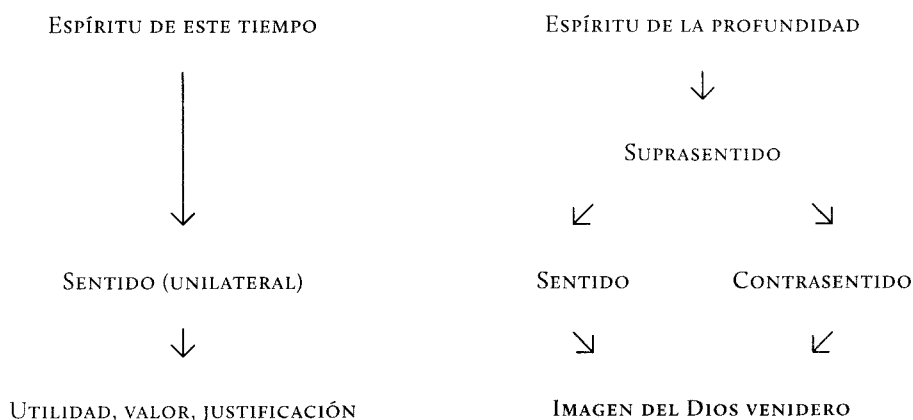 Espíritu de este tiempo
Espíritu de la profundidad
Suprasentido
Sentido (unilateral)
Sentido
Contrasentido
Utilidad, valor, justificación
Imagen del Dios venidero